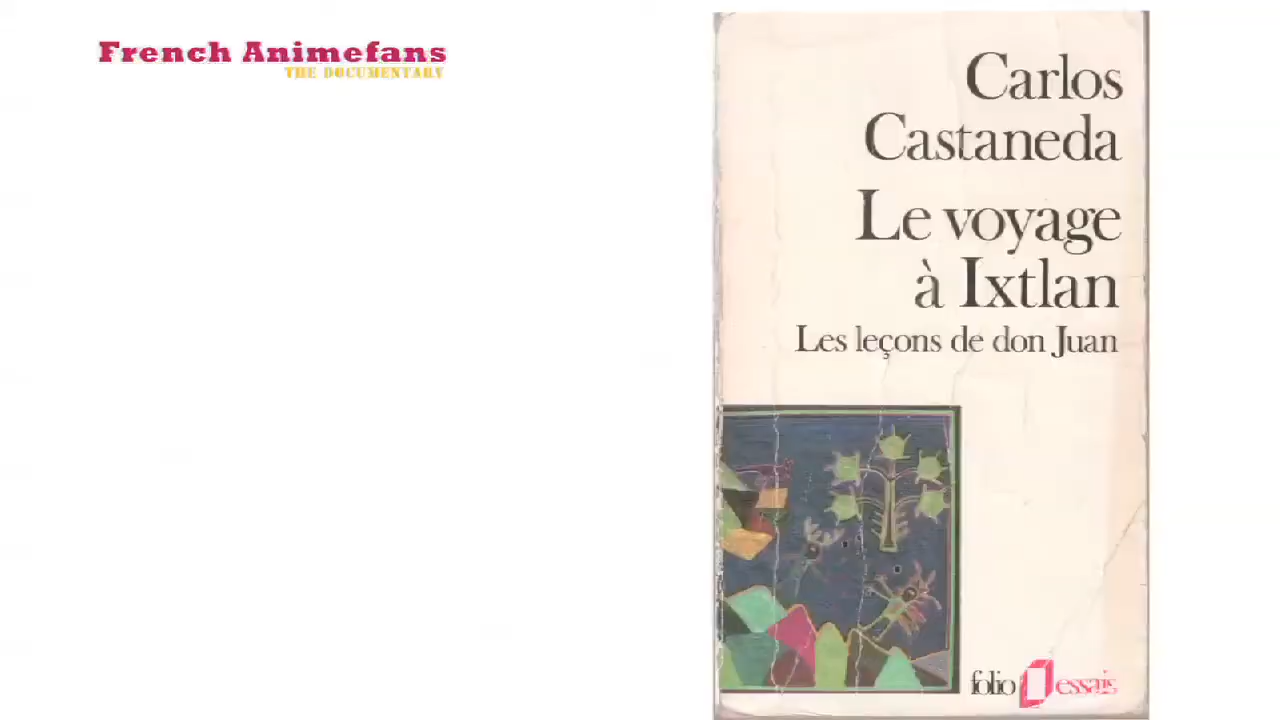 French Animefans
THE DOCUMENTARY
Carlos
Castaneda
Le voyage
à Ixtlan
Les leçons de don Juan
folio essais